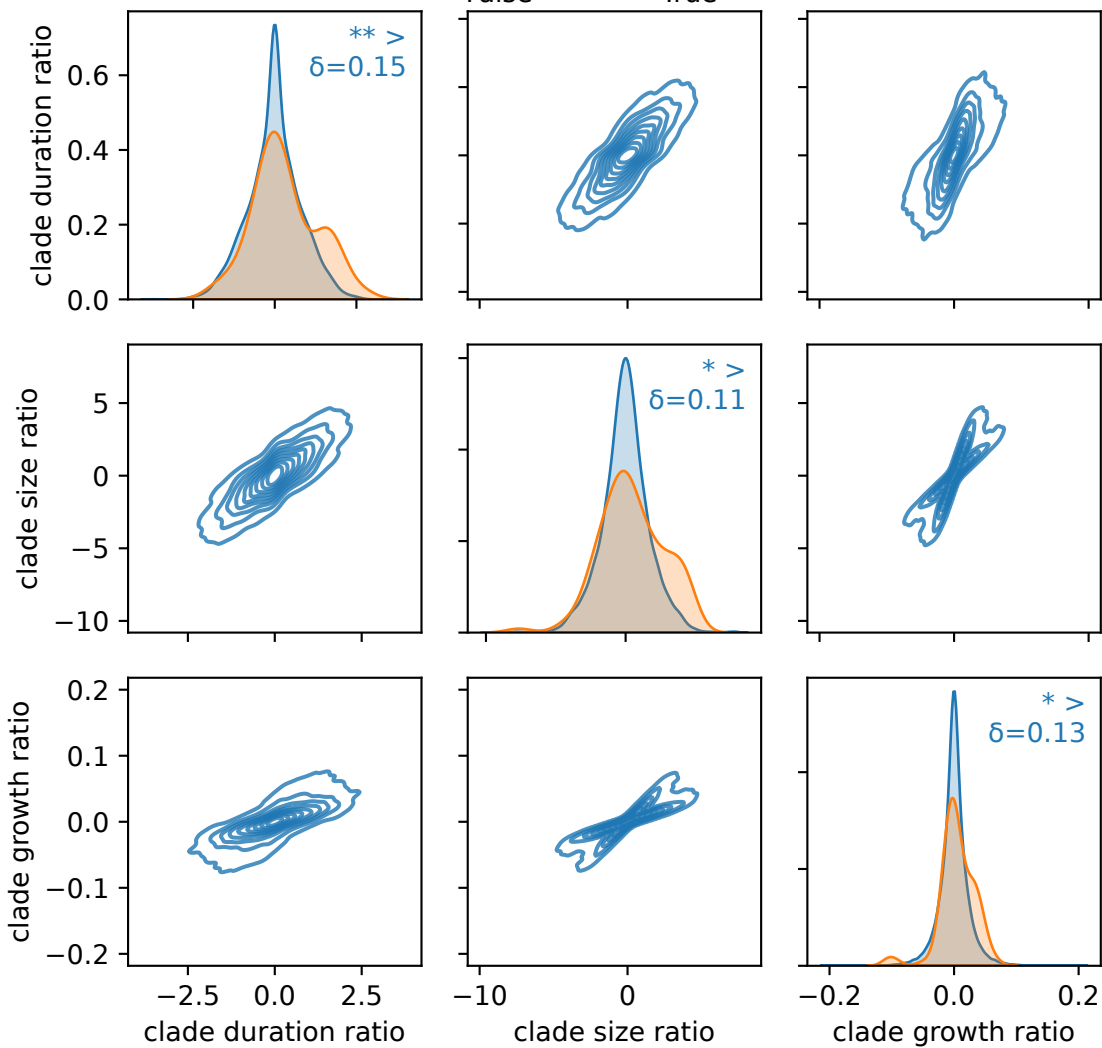 False True
** >
δ=0.15
clade duration ratio
0.6
0.4
0.2
0.0
* >
δ=0.11
clade size ratio
5
0
−5
−10
* >
δ=0.13
clade growth ratio
0.2
0.1
0.0
−0.1
−0.2
−2.5 0.0 2.5 −10 0 −0.2 0.0 0.2
clade duration ratio clade size ratio clade growth ratio